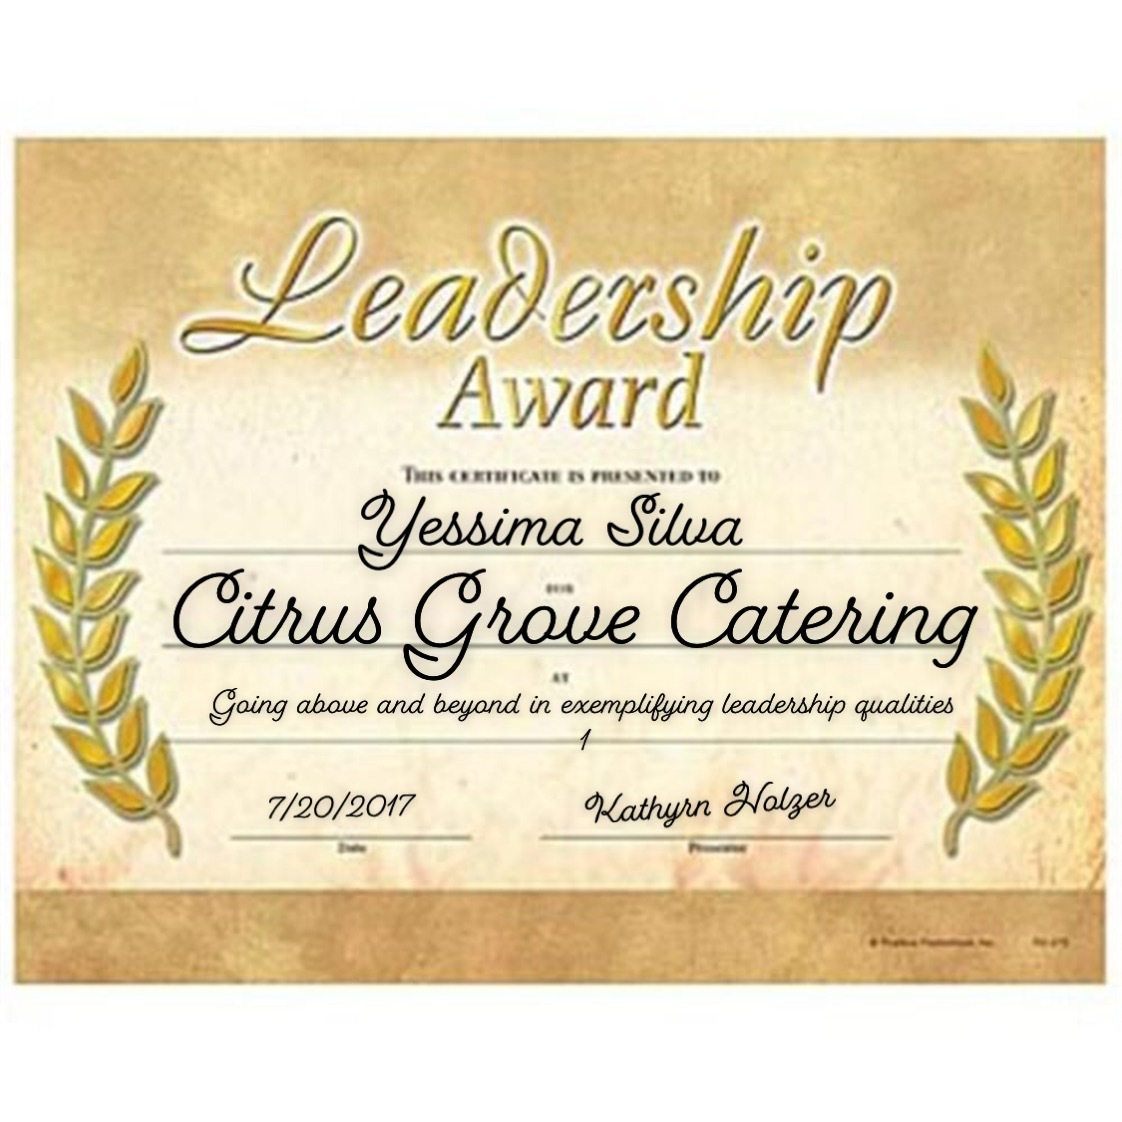 Leadership
Award
THIS CERTIFICATE IS PRESENTED TO
Yessima Silva
FOR
Citrus Grove Catering
AT
Going above and beyond in exemplifying leadership qualities
1
7/20/2017 Kathyrn Holzer
Date Presenter